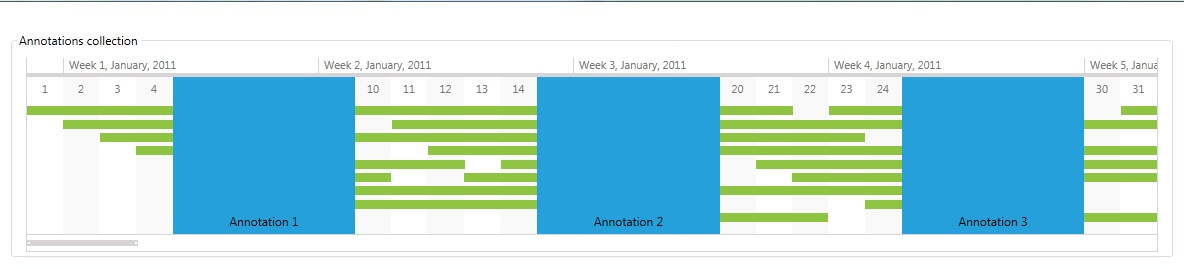 Annotations collection
Week 1, January, 2011 Week 2, January, 2011 Week 3, January, 2011 Week 4, January, 2011 Week 5, Janua
1 2 3 4 10 11 12 13 14 20 21 22 23 24 30 31
Annotation 1 Annotation 2 Annotation 3